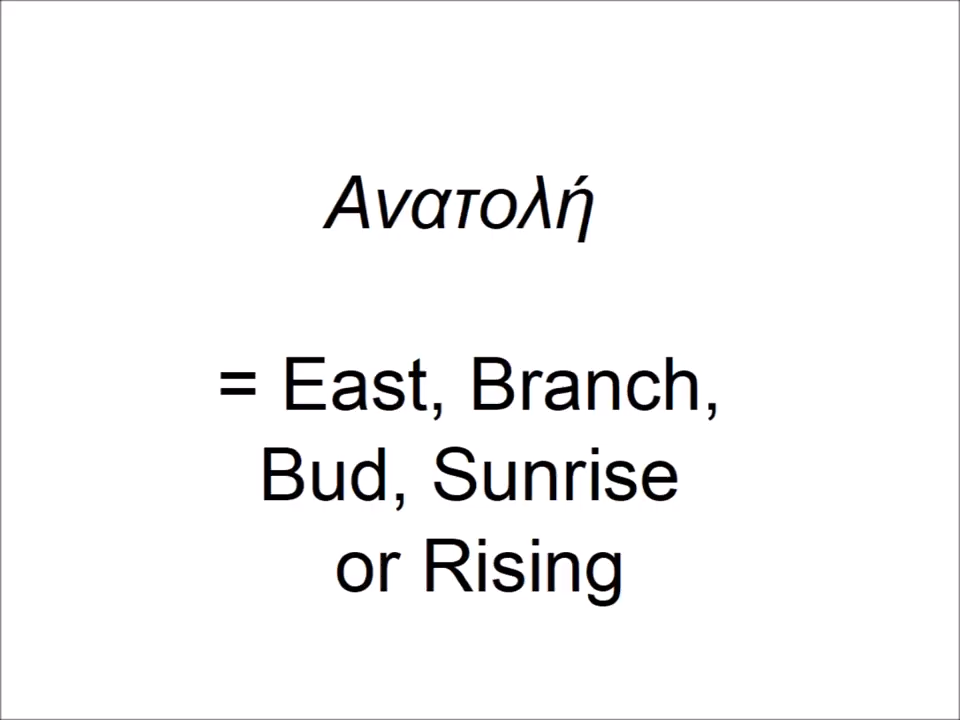 Ανατολή
= East, Branch,
Bud, Sunrise
or Rising